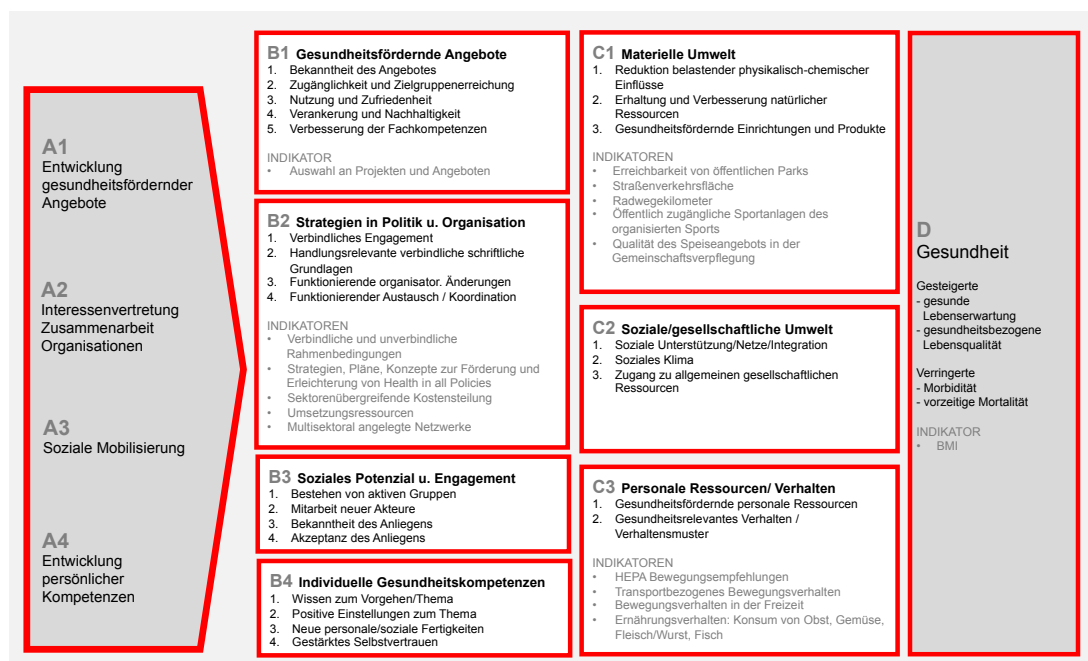 A1
Entwicklung
gesundheitsfördernder
Angebote
A2
Interessenvertretung
Zusammenarbeit
Organisationen
A3
Soziale Mobilisierung
A4
Entwicklung
persönlicher
Kompetenzen
B1 Gesundheitsfördernde Angebote
1. Bekanntheit des Angebotes
2. Zugänglichkeit und Zielgruppenerreichung
3. Nutzung und Zufriedenheit
4. Verankerung und Nachhaltigkeit
5. Verbesserung der Fachkompetenzen
INDIKATOR
• Auswahl an Projekten und Angeboten
B2 Strategien in Politik u. Organisation
1. Verbindliches Engagement
2. Handlungsrelevante verbindliche schriftliche
Grundlagen
3. Funktionierende organisator. Änderungen
4. Funktionierender Austausch / Koordination
INDIKATOREN
• Verbindliche und unverbindliche
Rahmenbedingungen
• Strategien, Pläne, Konzepte zur Förderung und
Erleichterung von Health in all Policies
• Sektorenübergreifende Kostensteilung
• Umsetzungsressourcen
• Multisektoral angelegte Netzwerke
B3 Soziales Potenzial u. Engagement
1. Bestehen von aktiven Gruppen
2. Mitarbeit neuer Akteure
3. Bekanntheit des Anliegens
4. Akzeptanz des Anliegens
B4 Individuelle Gesundheitskompetenzen
1. Wissen zum Vorgehen/Thema
2. Positive Einstellungen zum Thema
3. Neue personale/soziale Fertigkeiten
4. Gestärktes Selbstvertrauen
C1 Materielle Umwelt
1. Reduktion belastender physikalisch-chemischer
Einflüsse
2. Erhaltung und Verbesserung natürlicher
Ressourcen
3. Gesundheitsfördernde Einrichtungen und Produkte
INDIKATOREN
• Erreichbarkeit von öffentlichen Parks
• Straßenverkehrsfläche
• Radwegekilometer
• Öffentlich zugängliche Sportanlagen des
organisierten Sports
• Qualität des Speiseangebots in der
Gemeinschaftsverpflegung
C2 Soziale/gesellschaftliche Umwelt
1. Soziale Unterstützung/Netze/Integration
2. Soziales Klima
3. Zugang zu allgemeinen gesellschaftlichen
Ressourcen
C3 Personale Ressourcen/ Verhalten
1. Gesundheitsfördernde personale Ressourcen
2. Gesundheitsrelevantes Verhalten /
Verhaltensmuster
INDIKATOREN
• HEPA Bewegungsempfehlungen
• Transportbezogenes Bewegungsverhalten
• Bewegungsverhalten in der Freizeit
• Ernährungsverhalten: Konsum von Obst, Gemüse,
Fleisch/Wurst, Fisch
D
Gesundheit
Gesteigerte
- gesunde
Lebenserwartung
- gesundheitsbezogene
Lebensqualität
Verringerte
- Morbidität
- vorzeitige Mortalität
INDIKATOR
• BMI